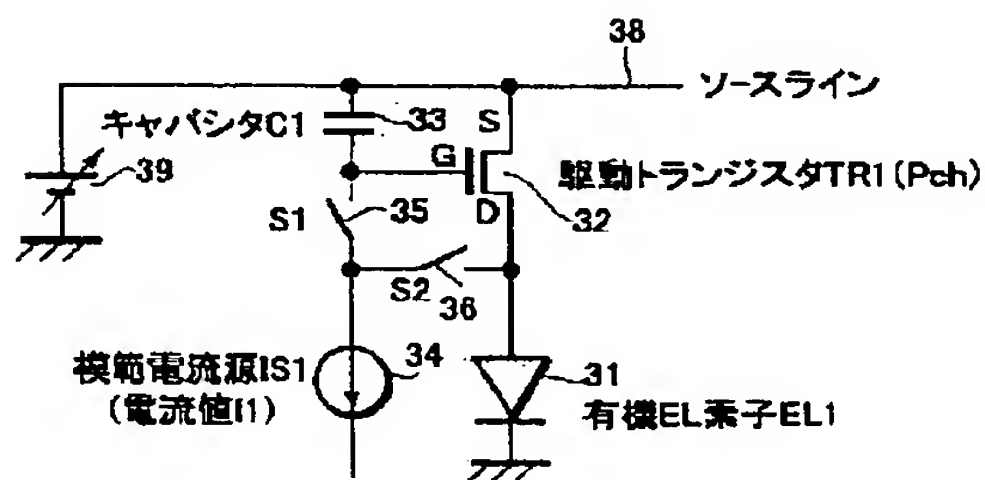 38
ソースライン
キャパシタC1
33
S
G
39
駆動トランジスタTR1(Pch)
S1
35
D
32
S2
36
模範電流源IS1
(電流値I1)
34
31
有機EL素子EL1